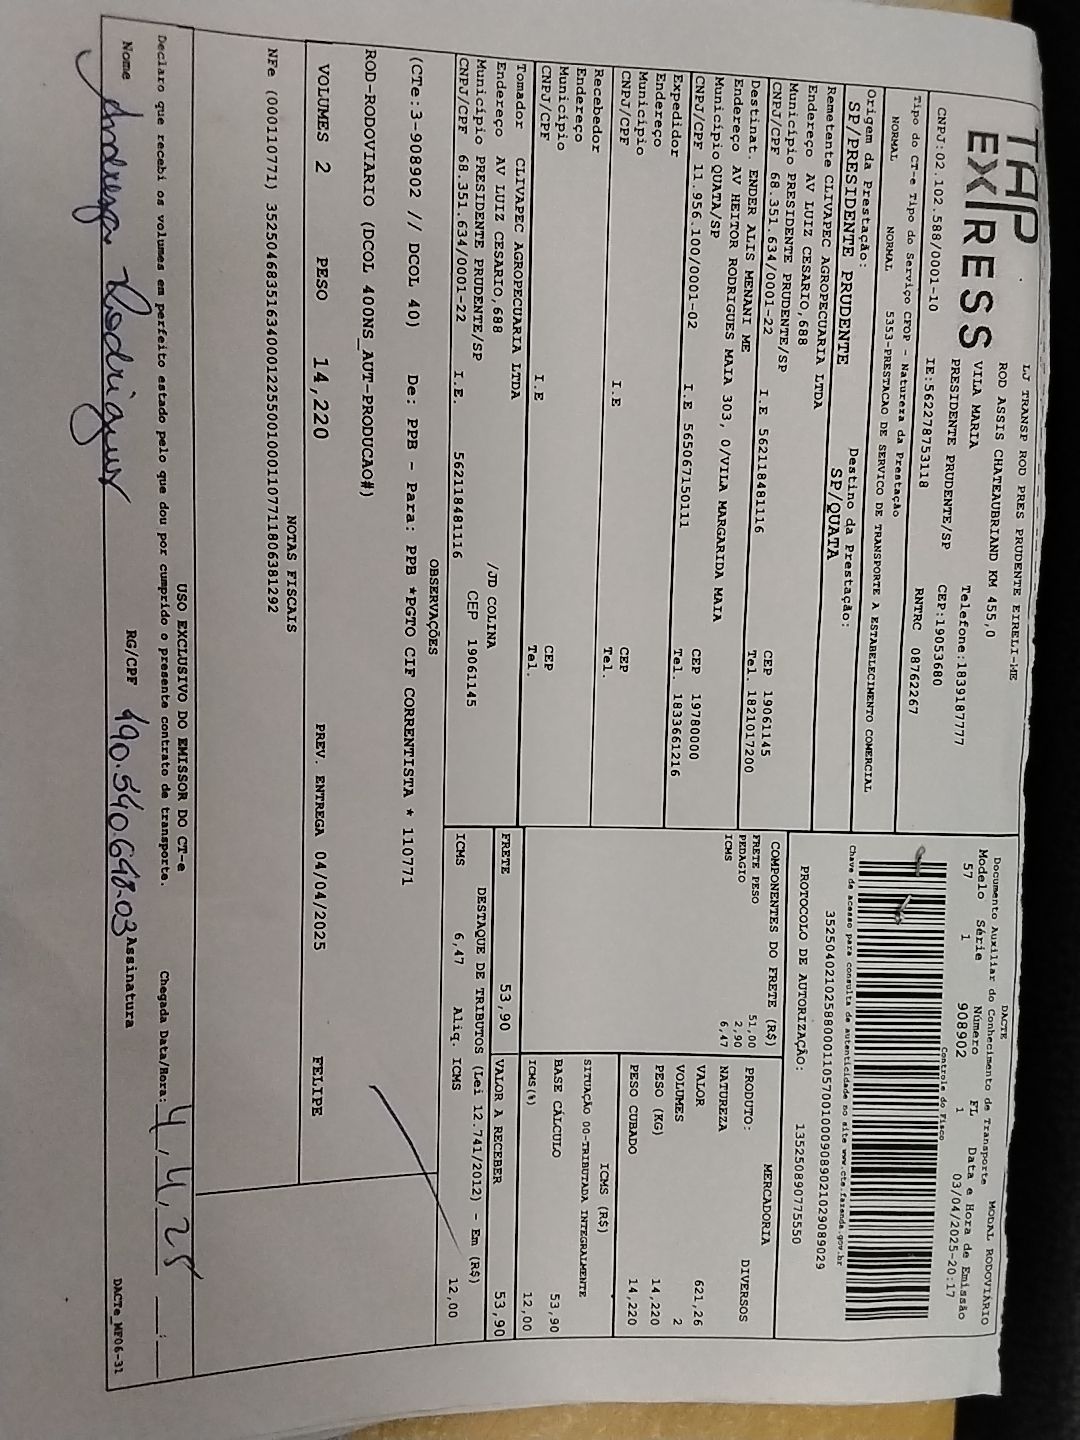 TAP
EXPRESS
LJ TRANSP ROD PRES PRUDENTE EIRELI-ME
ROD ASSIS CHATEAUBRIAND KM 455,0
VILA MARIA Telefone:1839187777
PRESIDENTE PRUDENTE/SP CEP:19053680
CNPJ:02.102.588/0001-10 IE:562278753118 RNTRC 08762267
Tipo do CT-e Tipo do Serviço CFOP - Natureza da Prestação
NORMAL NORMAL 5353-PRESTACAO DE SERVICO DE TRANSPORTE A ESTABELECIMENTO COMERCIAL
Origem da Prestação: Destino da Prestação:
SP/PRESIDENTE PRUDENTE SP/QUATA
Remetente CLIVAPEC AGROPECUARIA LTDA
Endereço AV LUIZ CESARIO,688
Município PRESIDENTE PRUDENTE/SP CEP 19061145
CNPJ/CPF 68.351.634/0001-22 I.E 562118481116 Tel. 1821017200
Destinat. ENDER ALIS MENANI ME
Endereço AV HEITOR RODRIGUES MAIA 303, 0/VILA MARGARIDA MAIA
Município QUATA/SP CEP 19780000
CNPJ/CPF 11.956.100/0001-02 I.E 565067150111 Tel. 1833661216
Expedidor
Endereço
Município CEP
CNPJ/CPF I.E Tel.
Recebedor
Endereço
Município CEP
CNPJ/CPF I.E Tel.
Tomador CLIVAPEC AGROPECUARIA LTDA
Endereço AV LUIZ CESARIO,688 /JD COLINA
Município PRESIDENTE PRUDENTE/SP CEP 19061145
CNPJ/CPF 68.351.634/0001-22 I.E. 562118481116
DACTE MODAL RODOVIÁRIO
Documento Auxiliar do Conhecimento de Transporte
Modelo Série Número FL Data e Hora de Emissão
57 1 908902 1 03/04/2025-20:17
Controle do Fisco
Chave de acesso para consulta de autenticidade no site www.cte.fazenda.gov.br
35250402102588000110570010009089021029089029
PROTOCOLO DE AUTORIZAÇÃO: 135250890775550
COMPONENTES DO FRETE (R$)
FRETE PESO 51,00
PEDAGIO 2,90
ICMS 6,47
MERCADORIA
PRODUTO: DIVERSOS
NATUREZA
VALOR 621,26
VOLUMES 2
PESO (KG) 14,220
PESO CUBADO 14,220
ICMS (R$)
SITUAÇÃO 00-TRIBUTADA INTEGRALMENTE
BASE CÁLCULO 53,90
ICMS(%) 12,00
FRETE 53,90 VALOR A RECEBER 53,90
DESTAQUE DE TRIBUTOS (Lei 12.741/2012) - Em (R$)
ICMS 6,47 Aliq. ICMS 12,00
OBSERVAÇÕES
(CTe:3-908902 // DCOL 40) De: PPB - Para: PPB *PGTO CIF CORRENTISTA * 110771
ROD-RODOVIARIO (DCOL 40ONS_AUT-PRODUCAO#)
VOLUMES 2 PESO 14,220 PREV. ENTREGA 04/04/2025 FELIPE
NOTAS FISCAIS
NFe (000110771) 35250468351634000122550010001107711806381292
USO EXCLUSIVO DO EMISSOR DO CT-e
Declaro que recebi os volumes em perfeito estado pelo que dou por cumprido o presente contrato de transporte. Chegada Data/Hora: 4/4/25 :
Nome Andreza Rodrigues RG/CPF 490.590.648-03 Assinatura DACTe_MF06-31